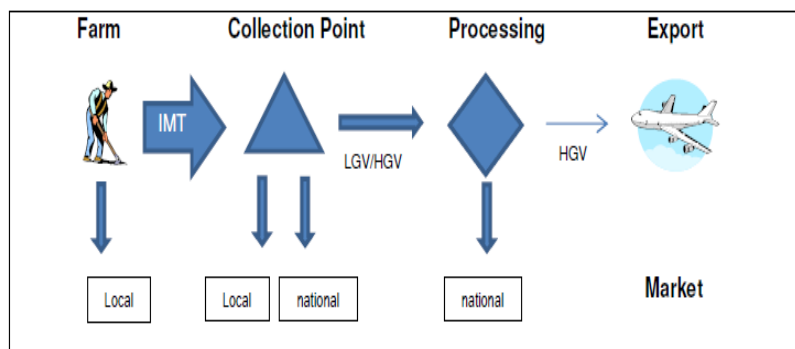 Farm Collection Point Processing Export
IMT
LGV/HGV
HGV
Local Local national national
Market